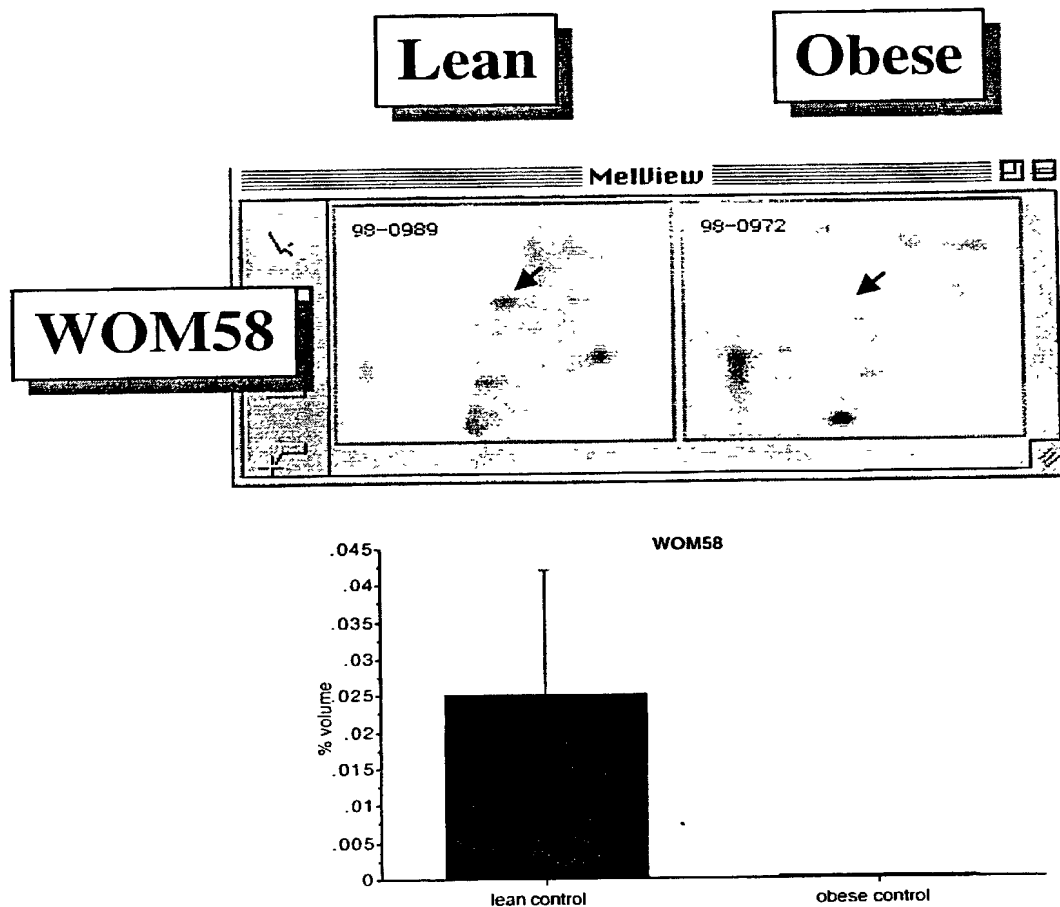 Lean
Obese
MelView
98-0989
98-0972
WOM58
WOM58
.045
.04
.035
.03
.025
.02
.015
.01
.005
0
% volume
lean control
obese control